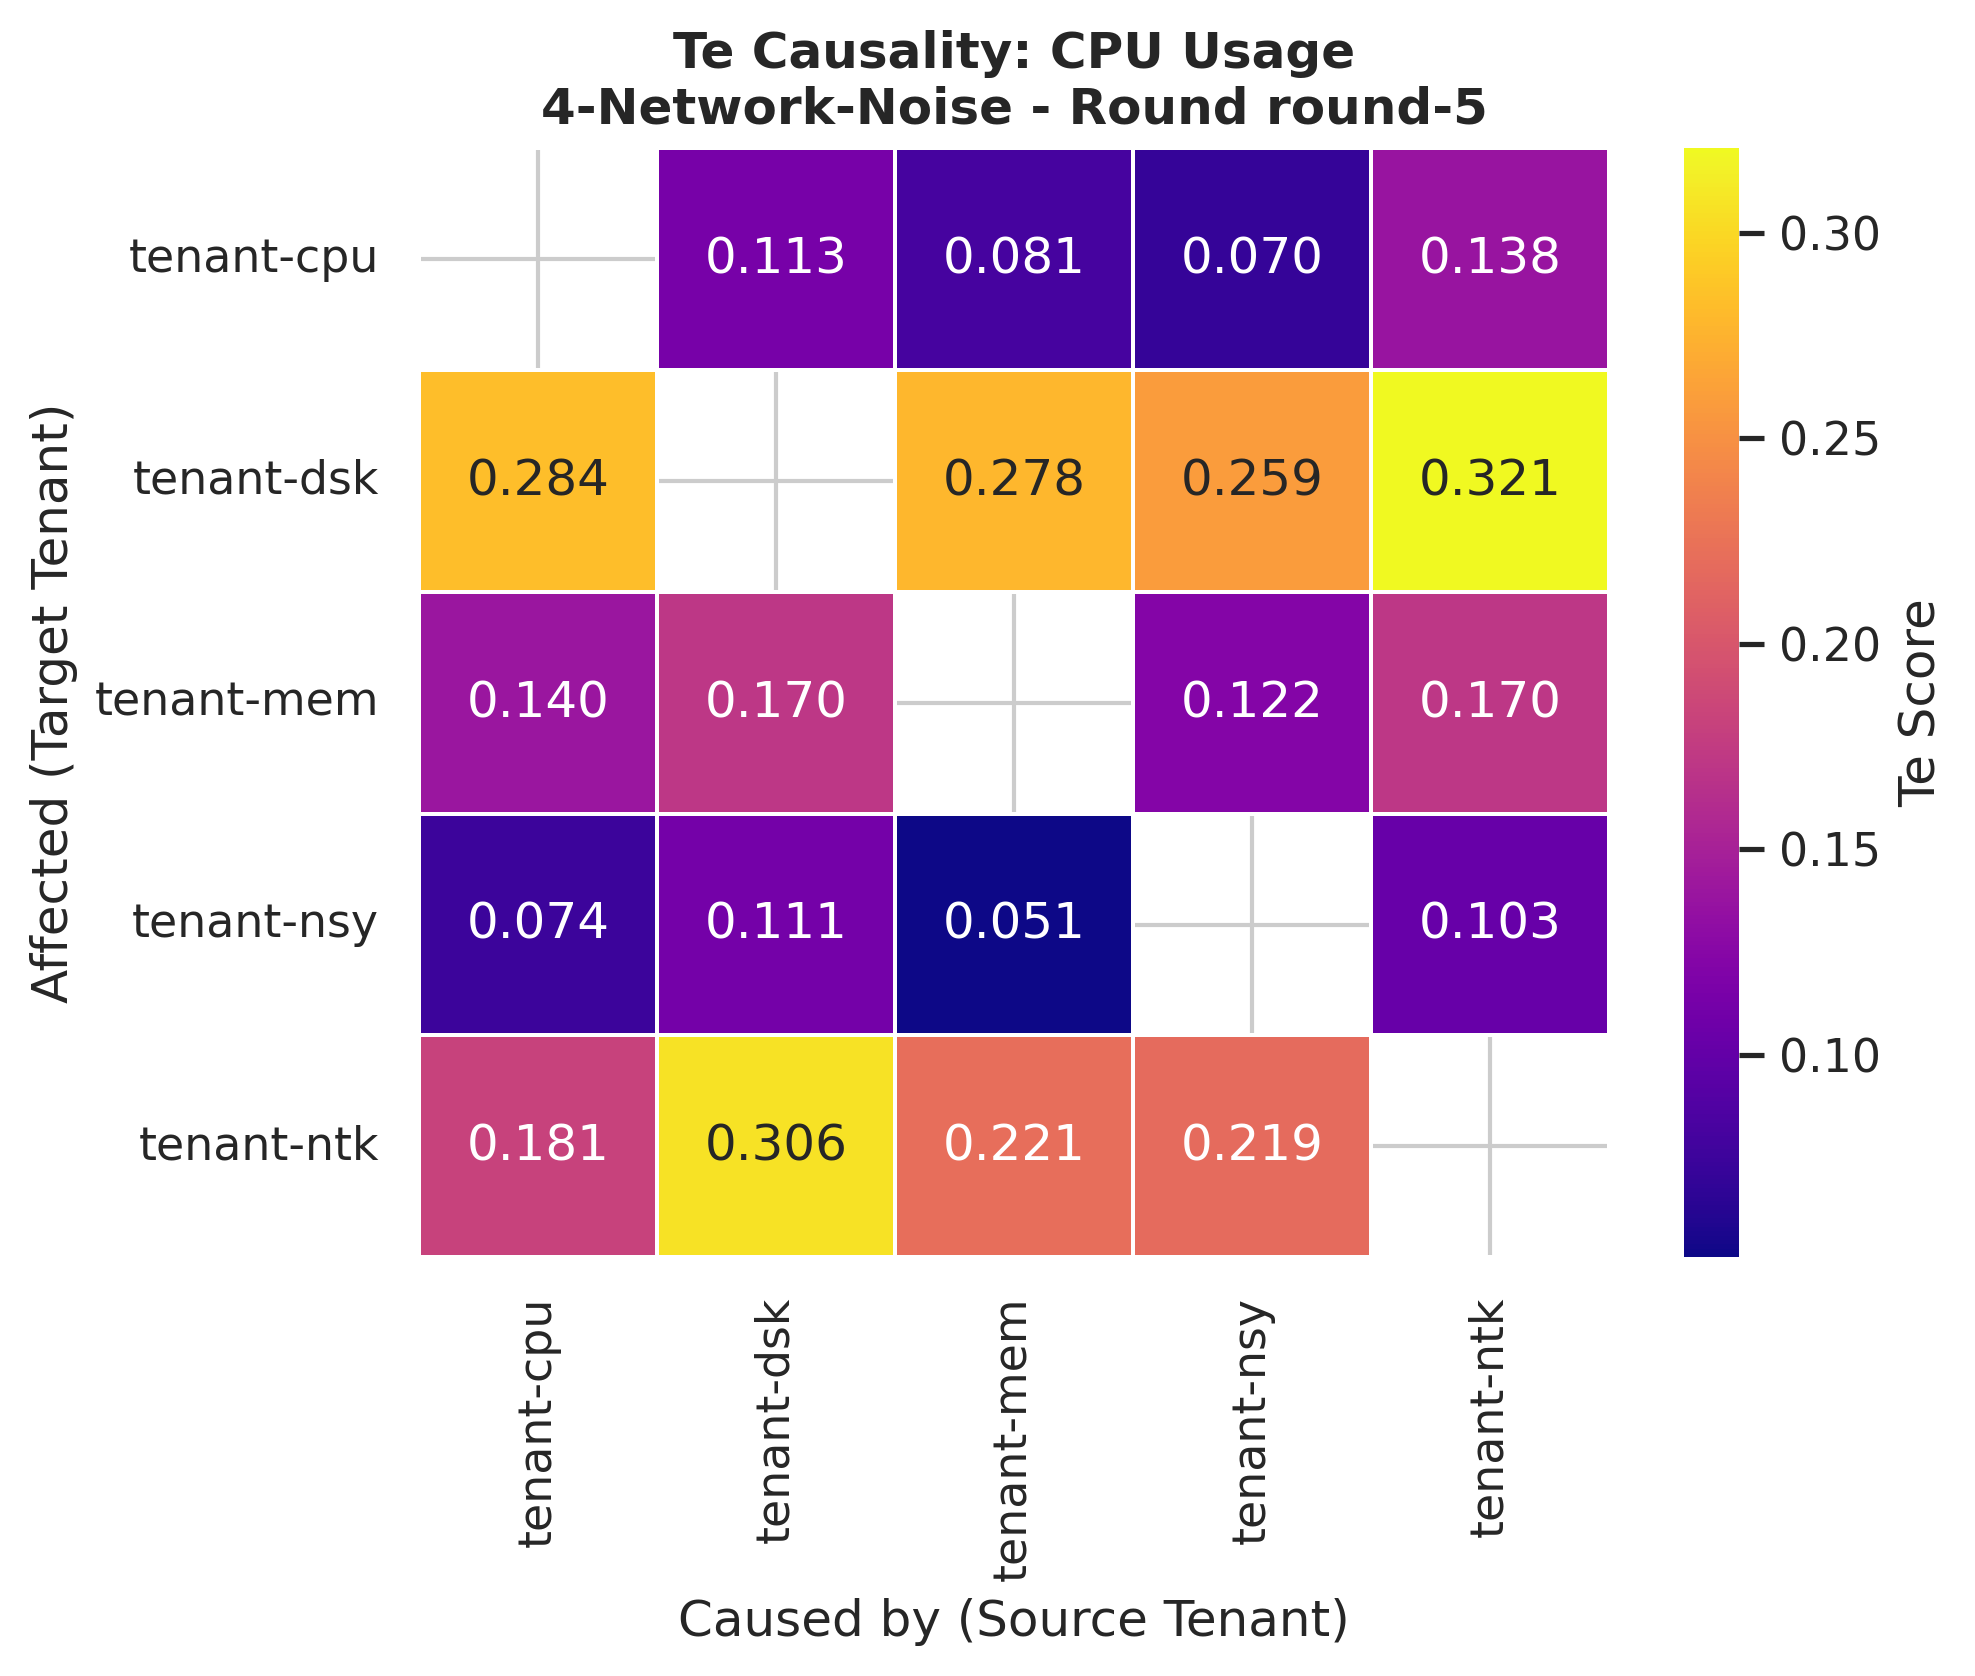 Te Causality: CPU Usage
4-Network-Noise - Round round-5
Affected (Target Tenant)
tenant-cpu 0.113 0.081 0.070 0.138
tenant-dsk 0.284 0.278 0.259 0.321
tenant-mem 0.140 0.170 0.122 0.170
tenant-nsy 0.074 0.111 0.051 0.103
tenant-ntk 0.181 0.306 0.221 0.219
tenant-cpu
tenant-dsk
tenant-mem
tenant-nsy
tenant-ntk
Caused by (Source Tenant)
0.30
0.25
0.20
0.15
0.10
Te Score